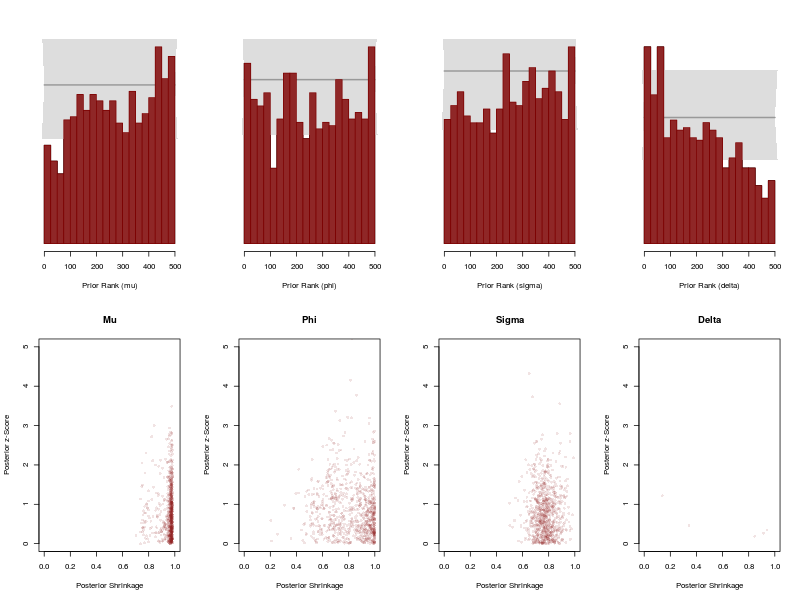 0 100 200 300 400 500
Prior Rank (mu)
0 100 200 300 400 500
Prior Rank (phi)
0 100 200 300 400 500
Prior Rank (sigma)
0 100 200 300 400 500
Prior Rank (delta)
Mu
0 1 2 3 4 5
Posterior z-Score
0.0 0.2 0.4 0.6 0.8 1.0
Posterior Shrinkage
Phi
0 1 2 3 4 5
Posterior z-Score
0.0 0.2 0.4 0.6 0.8 1.0
Posterior Shrinkage
Sigma
0 1 2 3 4 5
Posterior z-Score
0.0 0.2 0.4 0.6 0.8 1.0
Posterior Shrinkage
Delta
0 1 2 3 4 5
Posterior z-Score
0.0 0.2 0.4 0.6 0.8 1.0
Posterior Shrinkage